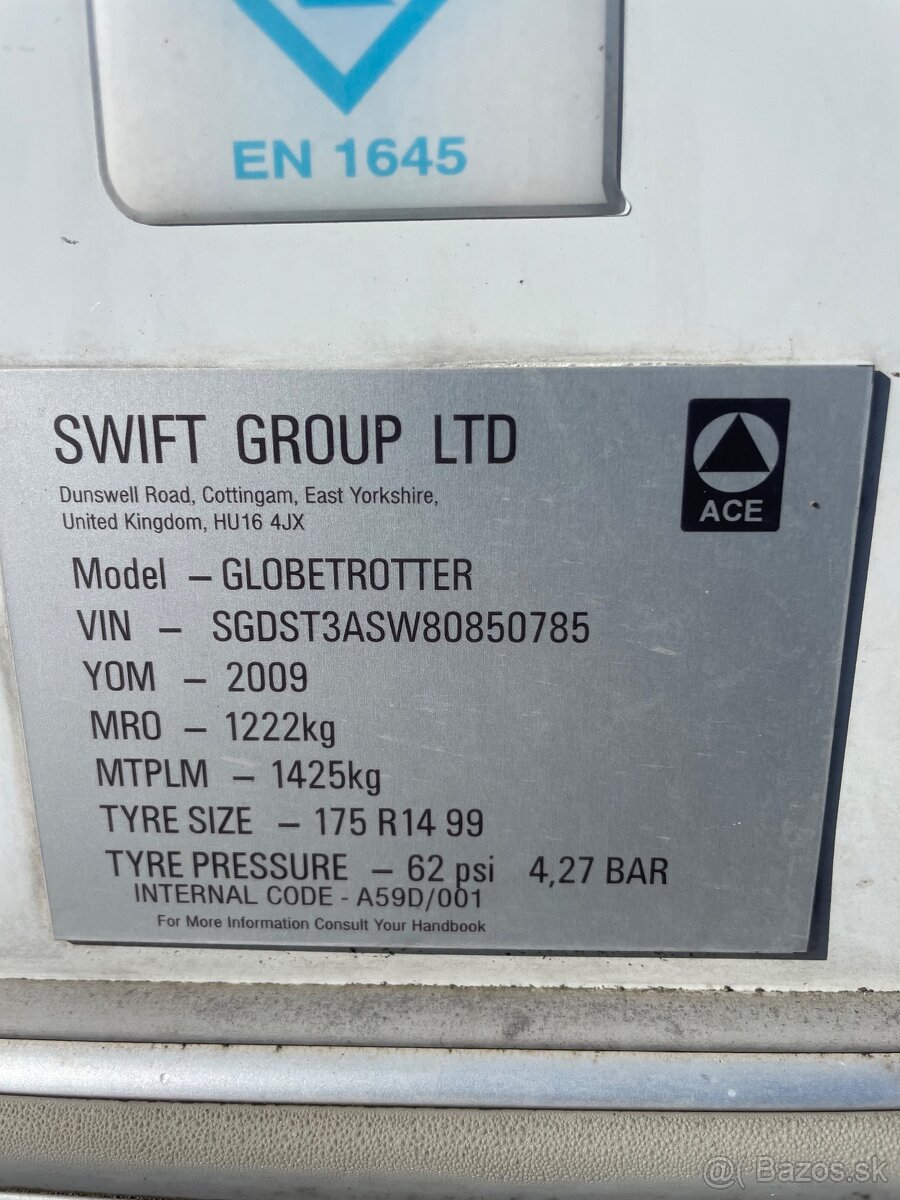 EN 1645
SWIFT GROUP LTD
Dunswell Road, Cottingam, East Yorkshire,
United Kingdom, HU16 4JX
ACE
Model – GLOBETROTTER
VIN – SGDST3ASW80850785
YOM – 2009
MRO – 1222kg
MTPLM – 1425kg
TYRE SIZE – 175 R14 99
TYRE PRESSURE – 62 psi 4,27 BAR
INTERNAL CODE - A59D/001
For More Information Consult Your Handbook
@ Bazos.sk